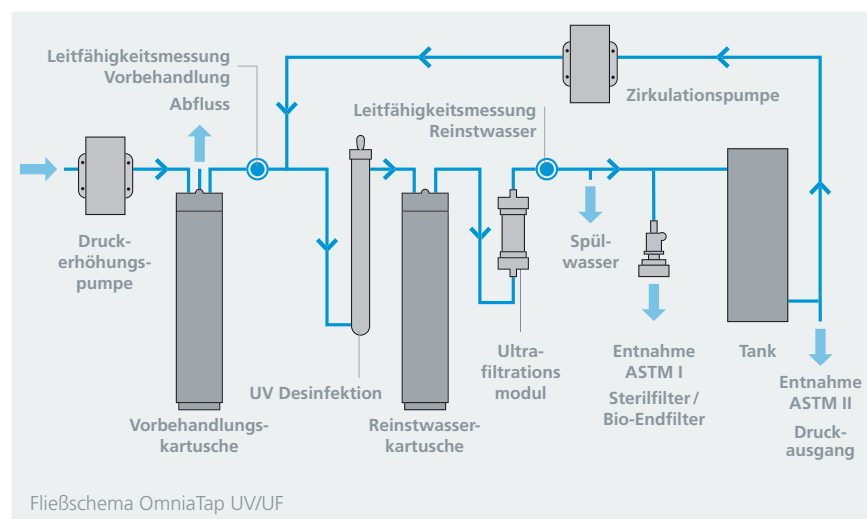 Leitfähigkeitsmessung
Vorbehandlung
Abfluss
Leitfähigkeitsmessung
Reinstwasser
Zirkulationspumpe
Druck-
erhöhungs-
pumpe
Spül-
wasser
UV Desinfektion
Ultra-
filtrations
modul
Entnahme
ASTM I
Sterilfilter /
Bio-Endfilter
Tank
Entnahme
ASTM II
Druck-
ausgang
Vorbehandlungs-
kartusche
Reinstwasser-
kartusche
Fließschema OmniaTap UV/UF